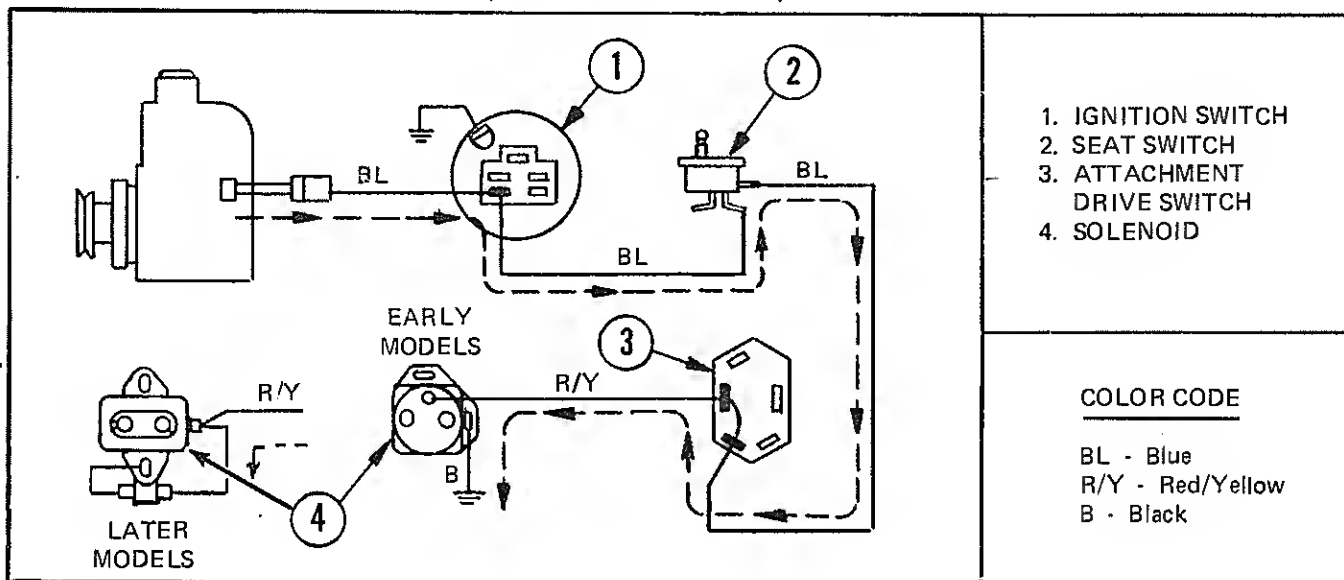 1
2
BL
BL
BL
EARLY
MODELS
3
R/Y
R/Y
B
4
LATER
MODELS
1. IGNITION SWITCH
2. SEAT SWITCH
3. ATTACHMENT
DRIVE SWITCH
4. SOLENOID
COLOR CODE
BL - Blue
R/Y - Red/Yellow
B - Black